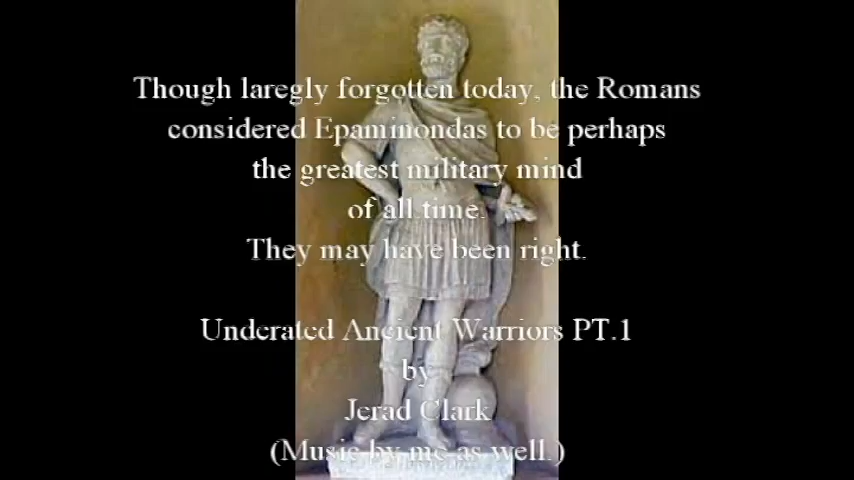 Though laregly forgotten today, the Romans
considered Epaminondas to be perhaps
the greatest military mind
of all time.
They may have been right.
Underated Ancient Warriors PT.1
by
Jerad Clark
(Music by me as well.)